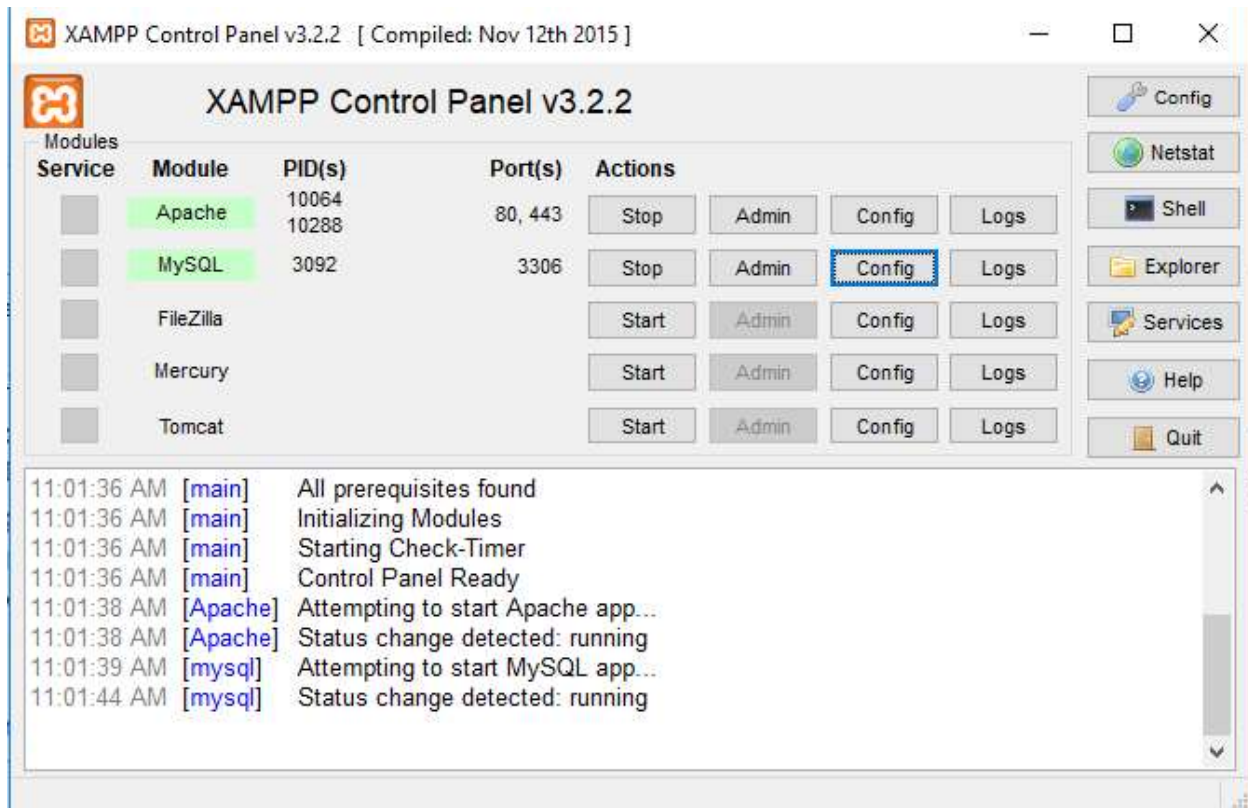 XAMPP Control Panel v3.2.2 [ Compiled: Nov 12th 2015 ]
XAMPP Control Panel v3.2.2
Config
Modules
Netstat
Service Module PID(s) Port(s) Actions
Apache 10064 10288 80, 443 Stop Admin Config Logs
Shell
MySQL 3092 3306 Stop Admin Config Logs
Explorer
FileZilla Start Admin Config Logs
Services
Mercury Start Admin Config Logs
Help
Tomcat Start Admin Config Logs
Quit
11:01:36 AM [main] All prerequisites found
11:01:36 AM [main] Initializing Modules
11:01:36 AM [main] Starting Check-Timer
11:01:36 AM [main] Control Panel Ready
11:01:38 AM [Apache] Attempting to start Apache app...
11:01:38 AM [Apache] Status change detected: running
11:01:39 AM [mysql] Attempting to start MySQL app...
11:01:44 AM [mysql] Status change detected: running